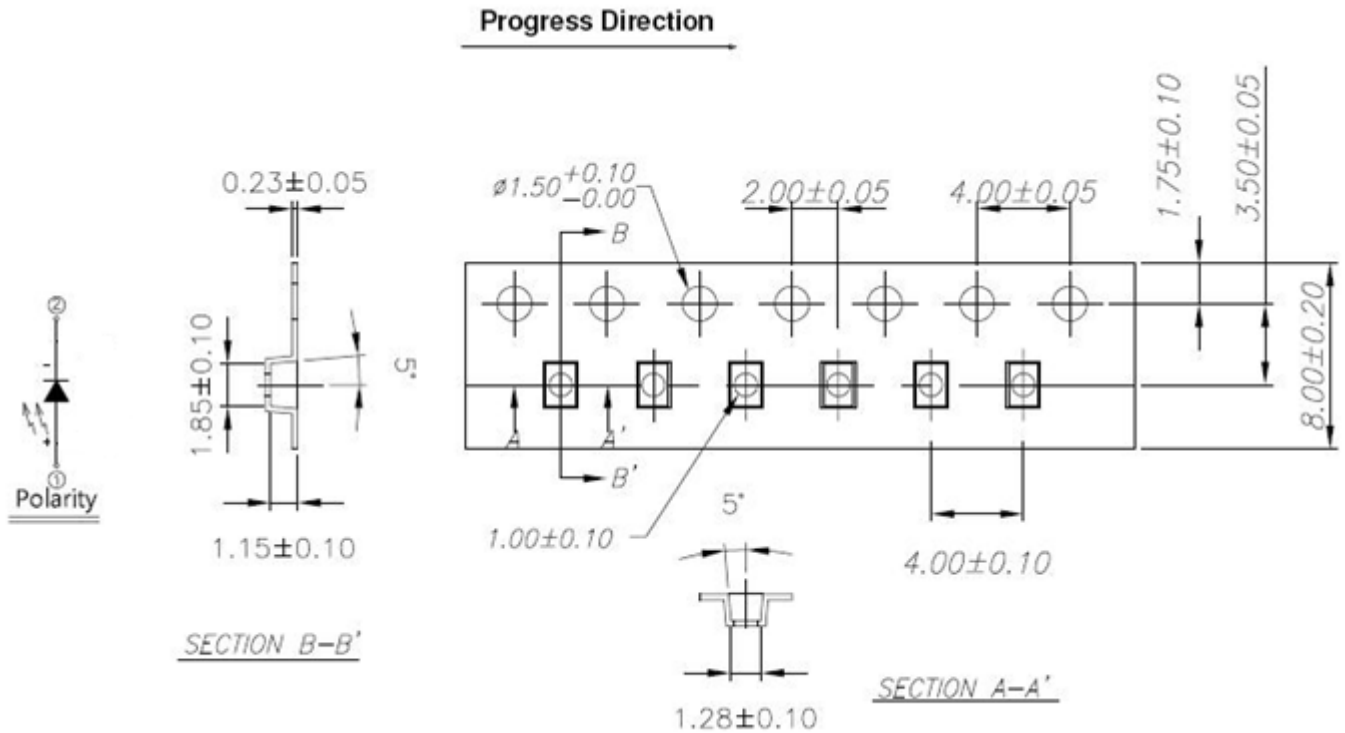 Progress Direction
0.23±0.05
ø1.50 +0.10
-0.00
2.00±0.05
4.00±0.05
1.75±0.10
3.50±0.05
B
②
1.85±0.10
5°
8.00±0.20
-
+
A
A'
①
Polarity
B'
5°
1.15±0.10
1.00±0.10
4.00±0.10
SECTION B-B'
SECTION A-A'
1.28±0.10